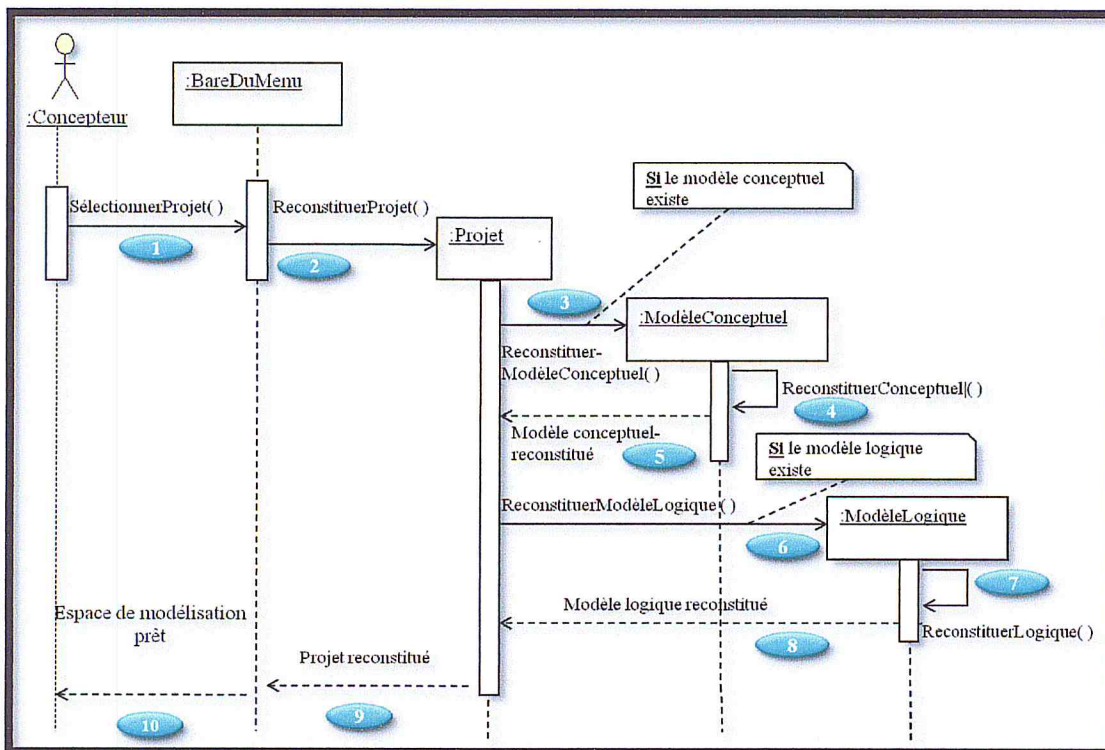 :Concepteur
:BareDuMenu
Si le modèle conceptuel
existe
SélectionnerProjet( )
1
ReconstituerProjet( )
2
:Projet
3
:ModèleConceptuel
Reconstituer-
ModèleConceptuel( )
ReconstituerConceptuel|( )
4
Modèle conceptuel-
reconstitué
5
Si le modèle logique
existe
ReconstituerModèleLogique( )
6
:ModèleLogique
7
Modèle logique reconstitué
8
ReconstituerLogique( )
Espace de modélisation
prêt
Projet reconstitué
9
10